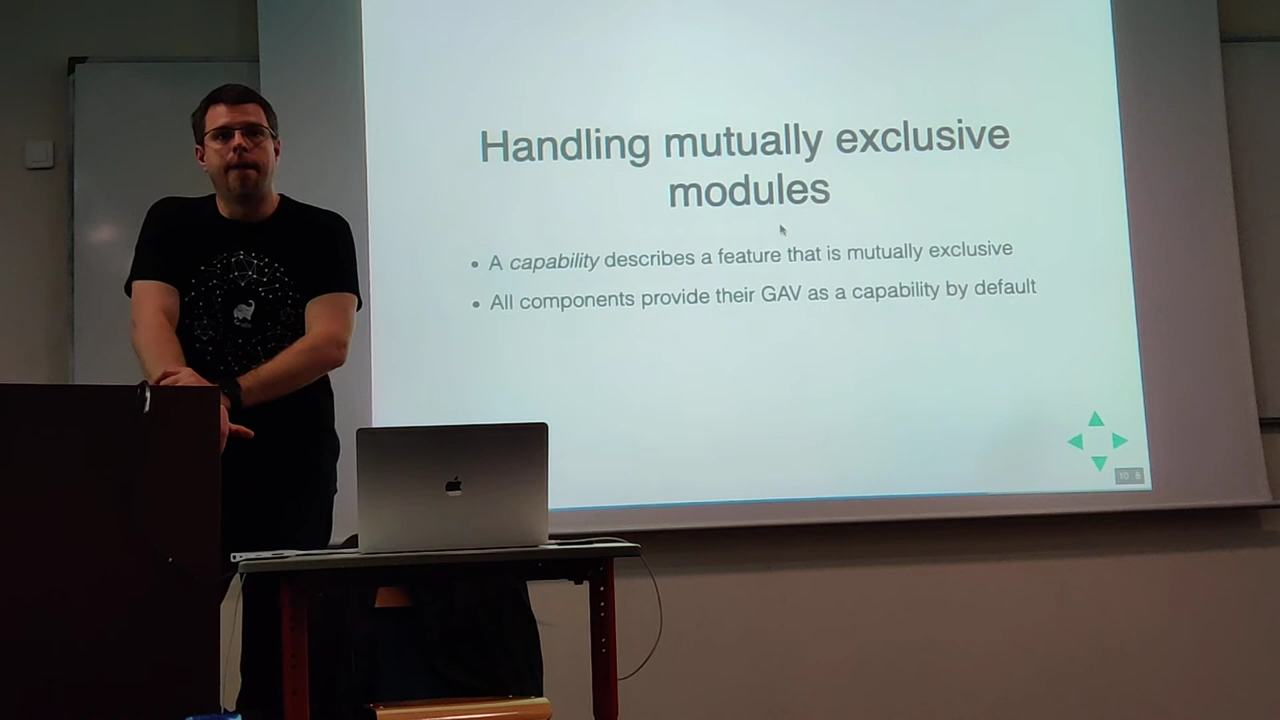 Handling mutually exclusive
modules
• A capability describes a feature that is mutually exclusive
• All components provide their GAV as a capability by default